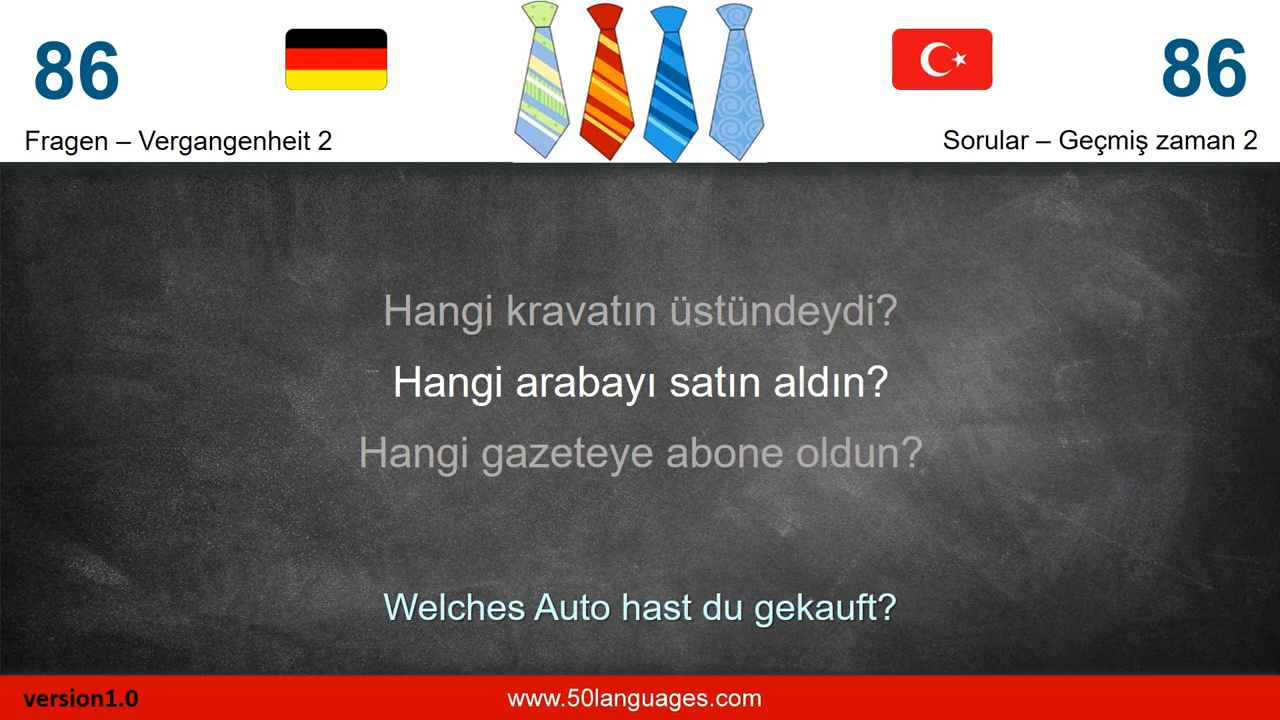 86
86
Fragen – Vergangenheit 2
Sorular – Geçmiş zaman 2
Hangi kravatın üstündeydi?
Hangi arabayı satın aldın?
Hangi gazeteye abone oldun?
Welches Auto hast du gekauft?
version1.0
www.50languages.com